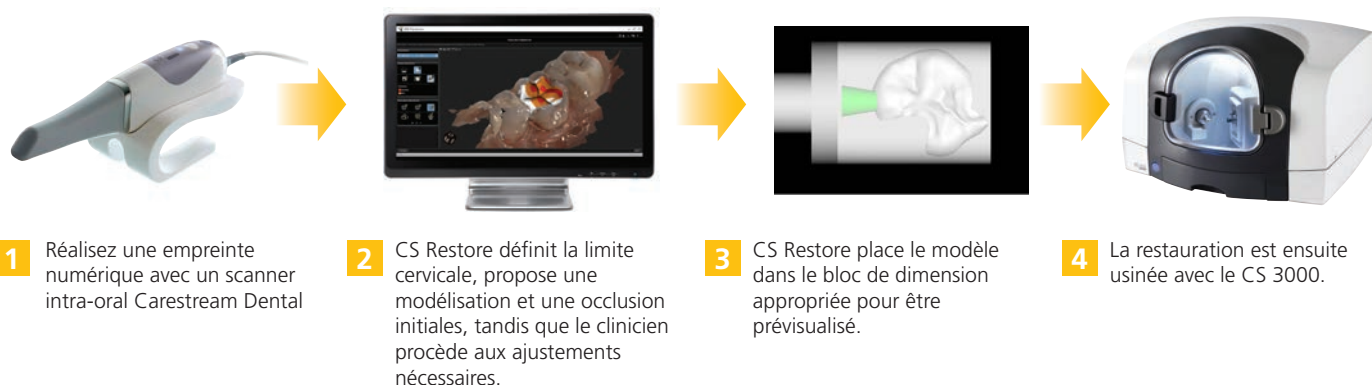 1
Réalisez une empreinte
numérique avec un scanner
intra-oral Carestream Dental
2
CS Restore définit la limite
cervicale, propose une
modélisation et une occlusion
initiales, tandis que le clinicien
procède aux ajustements
nécessaires.
3
CS Restore place le modèle
dans le bloc de dimension
appropriée pour être
prévisualisé.
4
La restauration est ensuite
usinée avec le CS 3000.